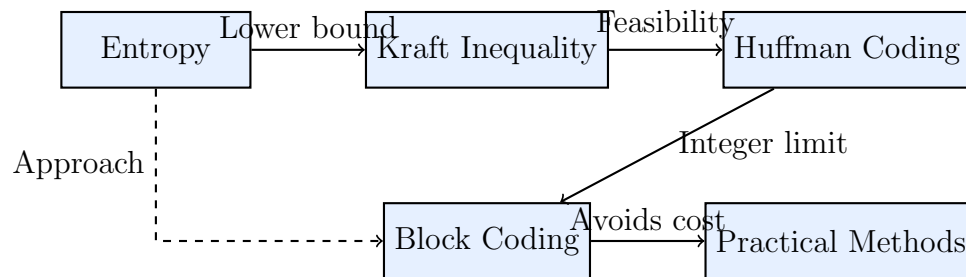 Entropy
Lower bound
Kraft Inequality
Feasibility
Huffman Coding
Approach
Integer limit
Block Coding
Avoids cost
Practical Methods